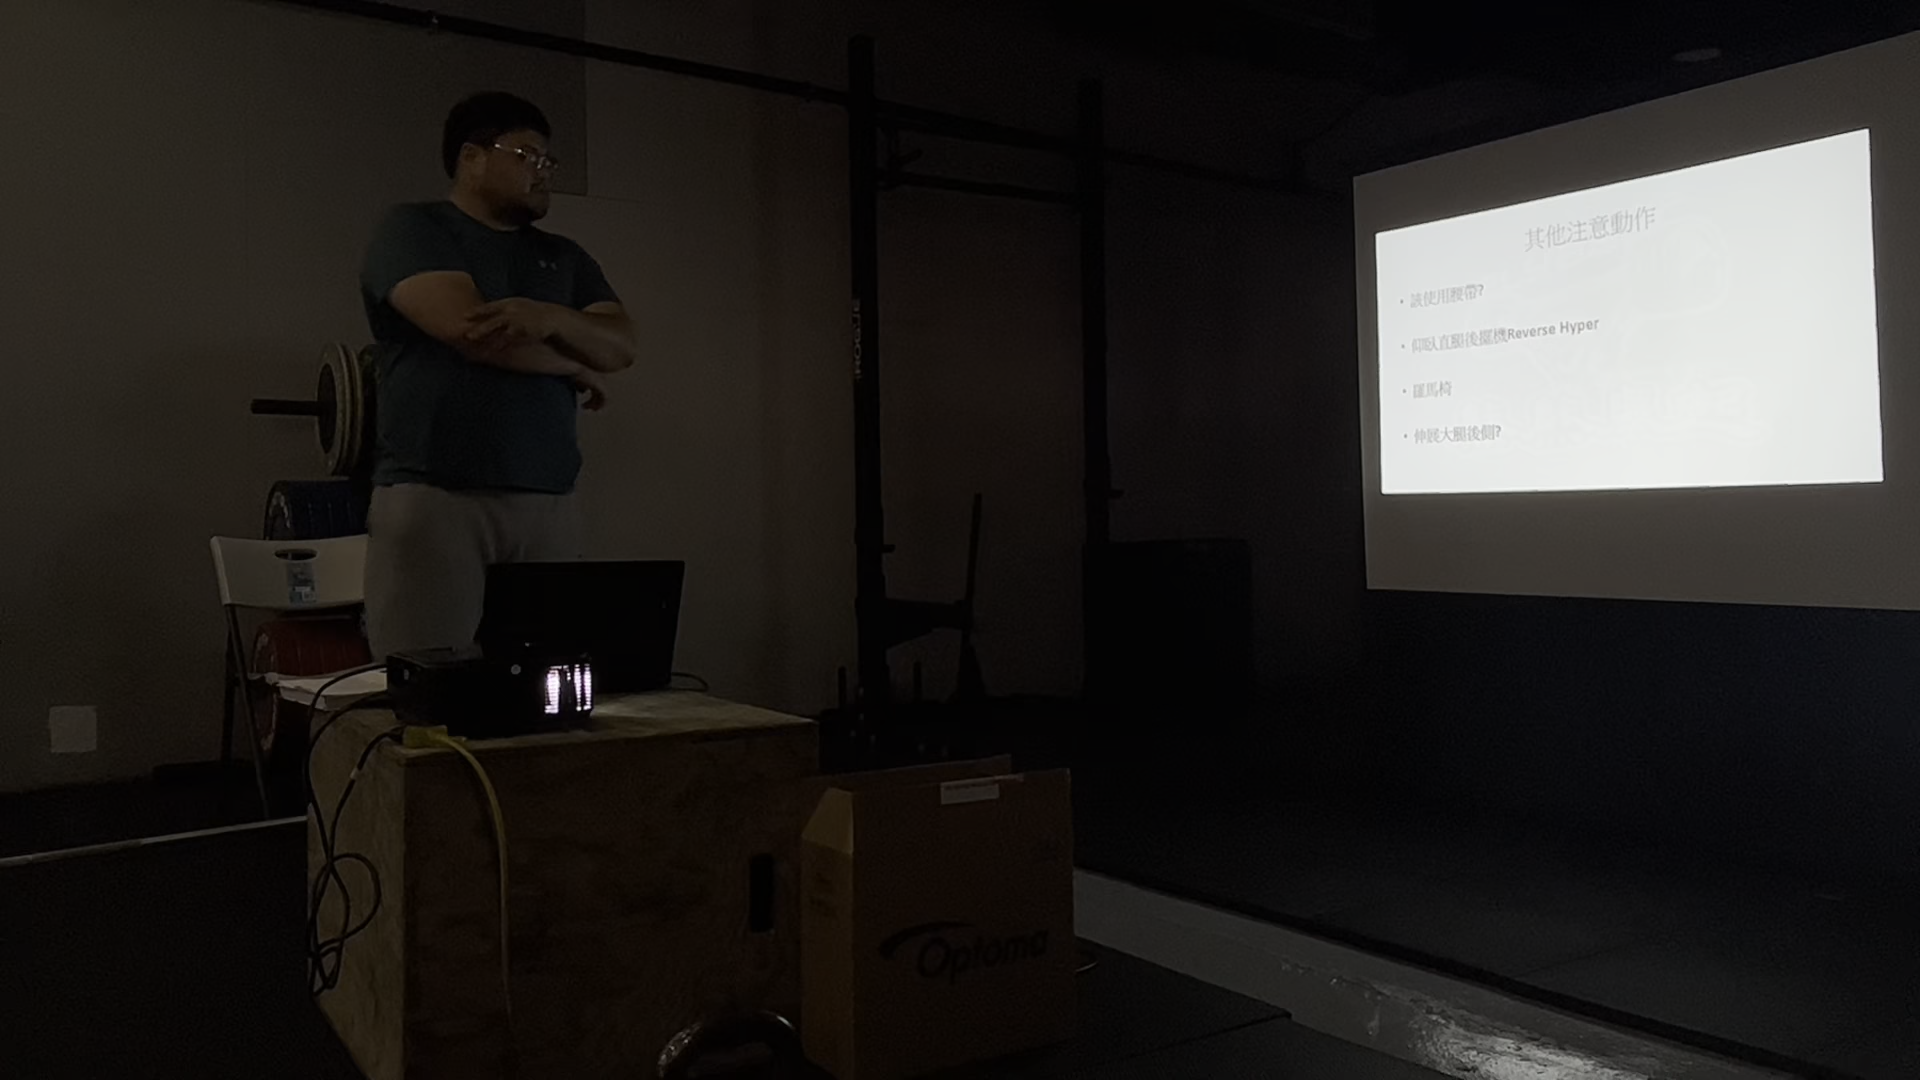 其他注意動作
• 該使用腰帶?
• 仰臥直腿後擺機Reverse Hyper
• 羅馬椅
• 伸展大腿後側?
ROGUE
Optoma